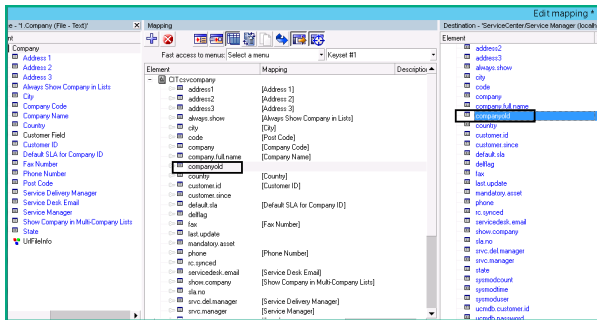 Edit mapping *
e - "1.Company (File - Text)"
nt
Company
Address 1
Address 2
Address 3
Always Show Company in Lists
City
Company Code
Company Name
Country
Customer Field
Customer ID
Default SLA for Company ID
Fax Number
Phone Number
Post Code
Service Delivery Manager
Service Desk Email
Service Manager
Show Company in Multi-Company Lists
State
UrlFileInfo
Mapping
Fast access to menus: Select a menu Keyset #1
Element Mapping Description
CITcsvcompany
address1 [Address 1]
address2 [Address 2]
address3 [Address 3]
always.show [Always Show Company in Lists]
city [City]
code [Post Code]
company [Company Code]
company.full.name [Company Name]
companyold
country [Country]
customer.id [Customer ID]
customer.since
default.sla [Default SLA for Company ID]
delflag
fax [Fax Number]
last.update
mandatory.asset
phone [Phone Number]
rc.synced
servicedesk.email [Service Desk Email]
show.company [Show Company in Multi-Company Lists]
sla.no
srvc.del.manager [Service Delivery Manager]
srvc.manager [Service Manager]
Destination - "ServiceCenter/Service Manager (localh
Element
address2
address3
always.show
city
code
company
company.full.name
companyold
country
customer.id
customer.since
default.sla
delflag
fax
last.update
mandatory.asset
phone
rc.synced
servicedesk.email
show.company
sla.no
srvc.del.manager
srvc.manager
state
sysmodcount
sysmodtime
sysmoduser
ucmdb.customer.id
ucmdb.password